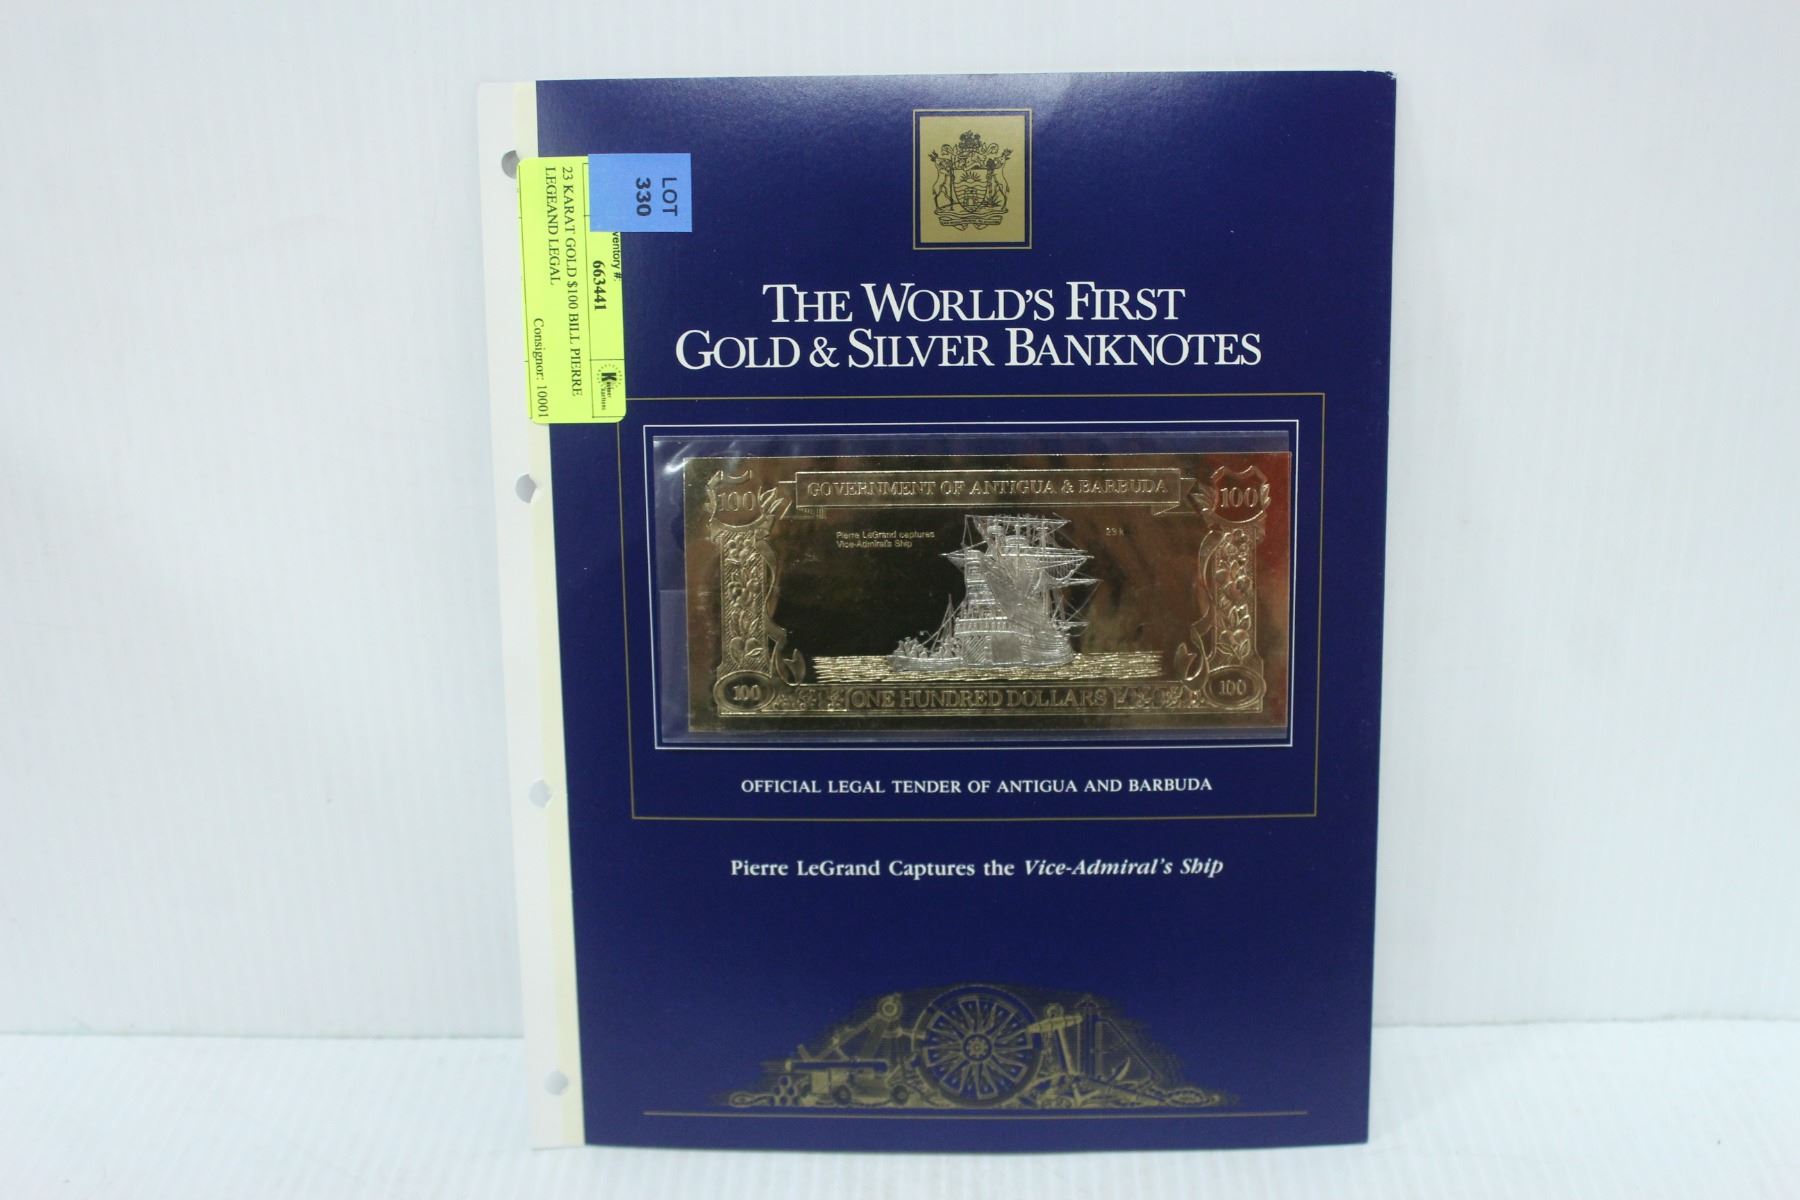 LOT
330
ventory #:
663441
23 KARAT GOLD $100 BILL PIERRE
LEGEAND LEGAL
Consignor: 10001
THE WORLD'S FIRST
GOLD & SILVER BANKNOTES
100
GOVERNMENT OF ANTIGUA & BARBUDA
100
Pierre LeGrand captures
Vice-Admiral's Ship
23 k
100
ONE HUNDRED DOLLARS
100
OFFICIAL LEGAL TENDER OF ANTIGUA AND BARBUDA
Pierre LeGrand Captures the Vice-Admiral's Ship